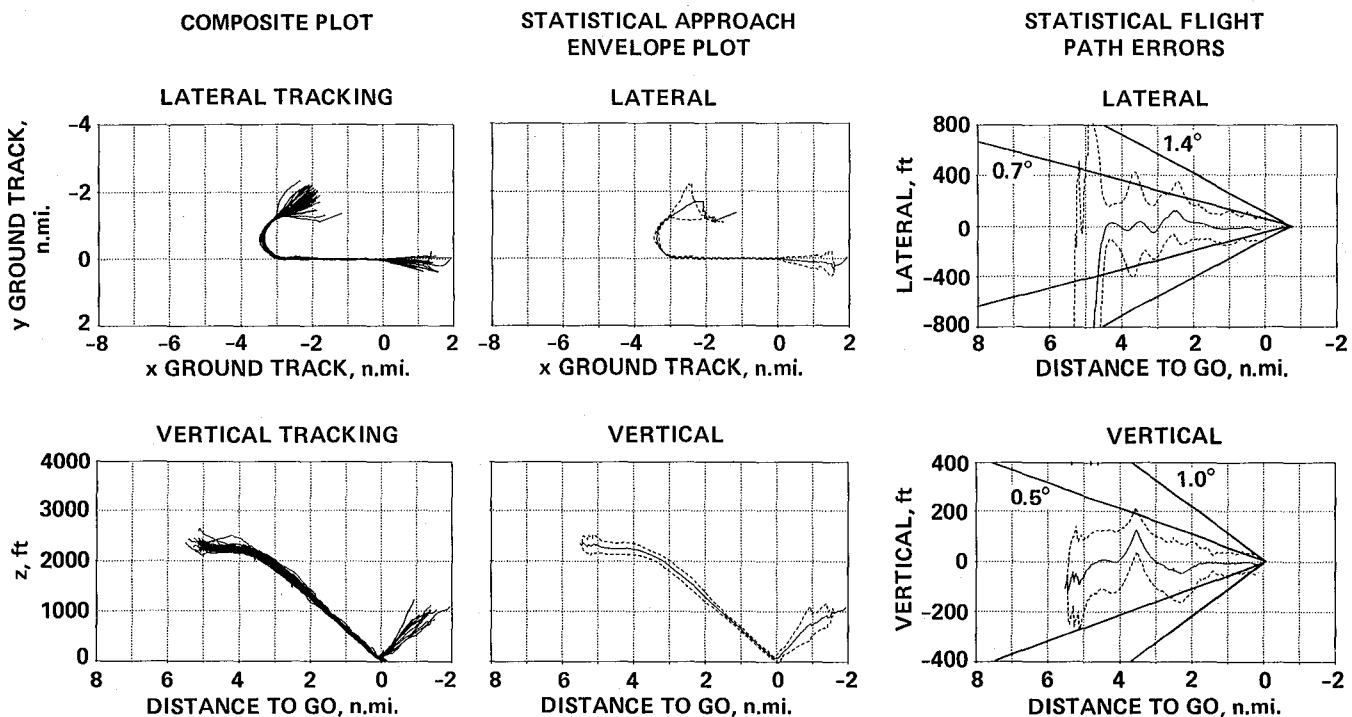 COMPOSITE PLOT
STATISTICAL APPROACH
ENVELOPE PLOT
STATISTICAL FLIGHT
PATH ERRORS
LATERAL TRACKING
y GROUND TRACK,
n.mi.
-4
-2
0
2
-8 -6 -4 -2 0 2
x GROUND TRACK, n.mi.
LATERAL
-8 -6 -4 -2 0 2
x GROUND TRACK, n.mi.
LATERAL
LATERAL, ft
800
400
0
-400
-800
0.7°
1.4°
8 6 4 2 0 -2
DISTANCE TO GO, n.mi.
VERTICAL TRACKING
z, ft
4000
3000
2000
1000
0
8 6 4 2 0 -2
DISTANCE TO GO, n.mi.
VERTICAL
8 6 4 2 0 -2
DISTANCE TO GO, n.mi.
VERTICAL
VERTICAL, ft
400
200
0
-200
-400
0.5°
1.0°
8 6 4 2 0 -2
DISTANCE TO GO, n.mi.